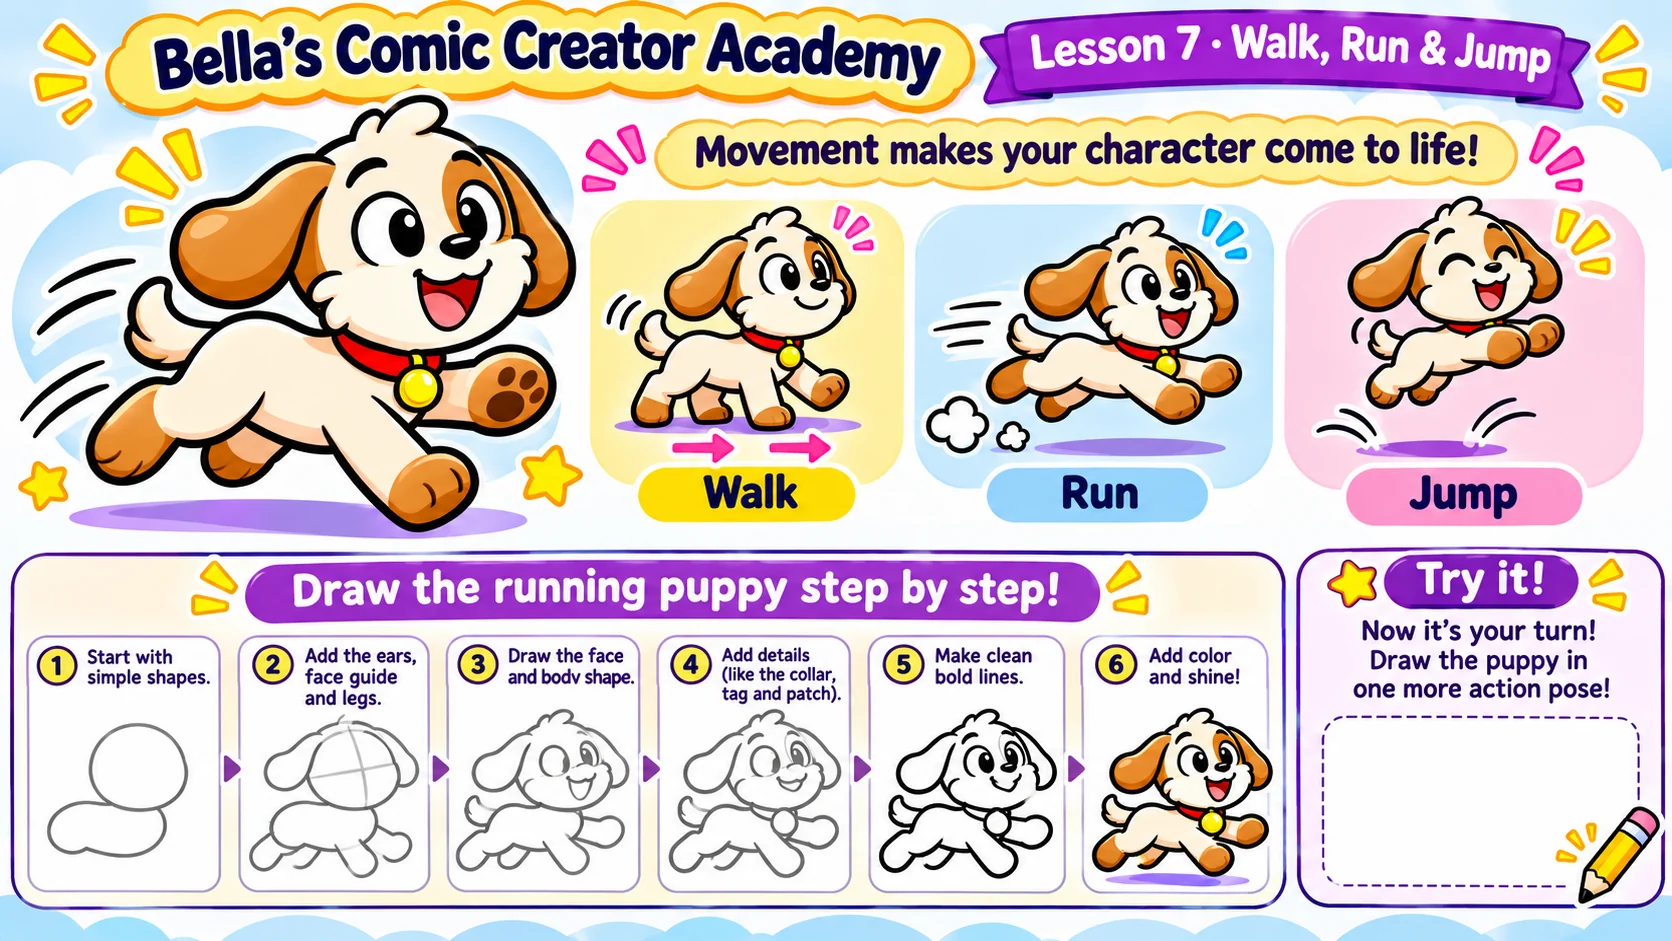 Bella's Comic Creator Academy
Lesson 7 · Walk, Run & Jump
Movement makes your character come to life!
Walk
Run
Jump
Draw the running puppy step by step!
1
Start with
simple shapes.
2
Add the ears,
face guide
and legs.
3
Draw the face
and body shape.
4
Add details
(like the collar,
tag and patch).
5
Make clean
bold lines.
6
Add color
and shine!
Try it!
Now it's your turn!
Draw the puppy in
one more action pose!